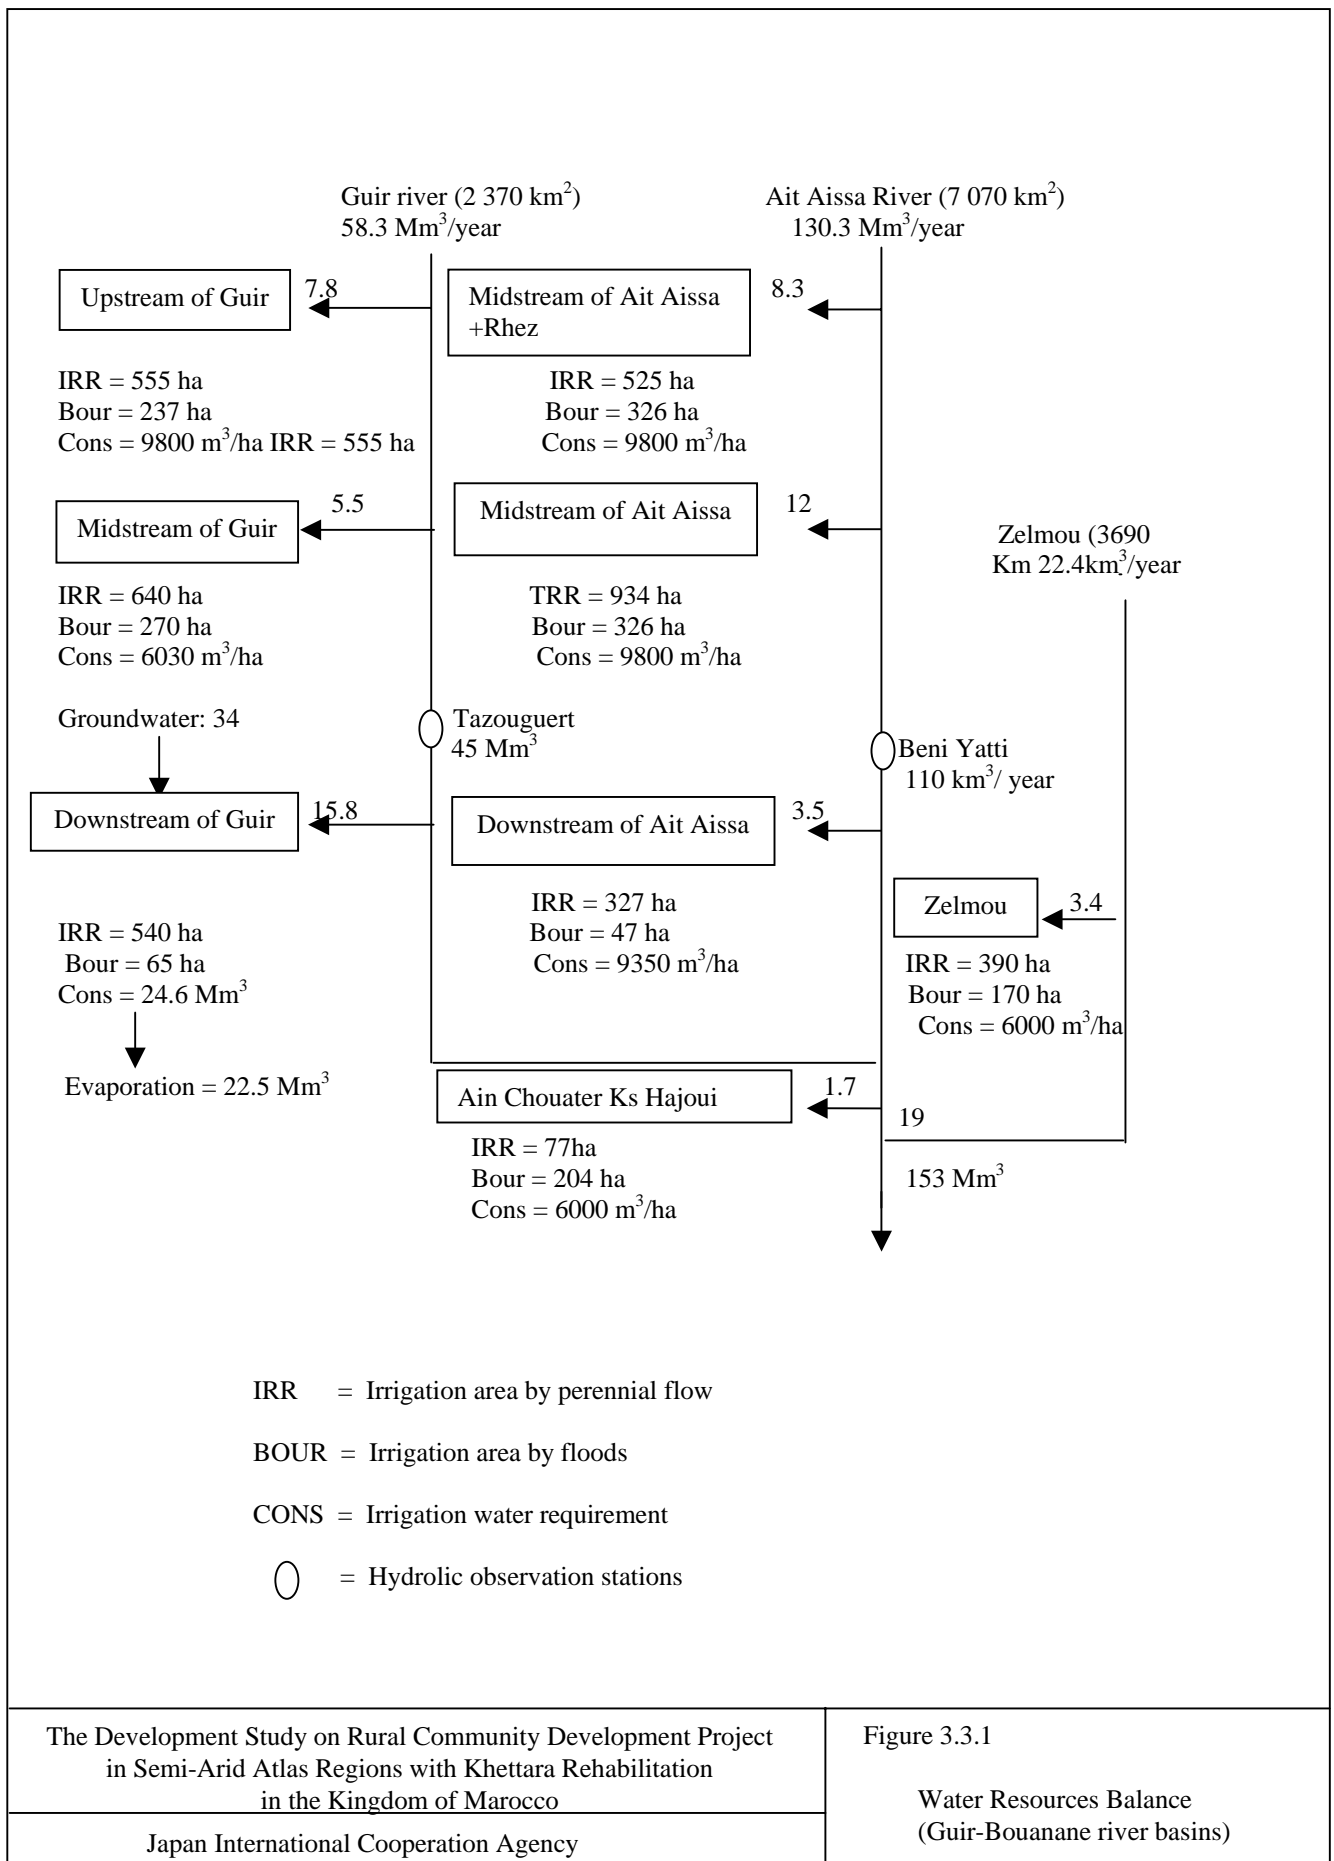 Guir river (2 370 km²)
58.3 Mm³/year
Ait Aissa River (7 070 km²)
130.3 Mm³/year
Upstream of Guir
7.8
Midstream of Ait Aissa
+Rhez
8.3
IRR = 555 ha
Bour = 237 ha
Cons = 9800 m³/ha IRR = 555 ha
IRR = 525 ha
Bour = 326 ha
Cons = 9800 m³/ha
Midstream of Guir
5.5
Midstream of Ait Aissa
12
Zelmou (3690
Km 22.4km³/year
IRR = 640 ha
Bour = 270 ha
Cons = 6030 m³/ha
TRR = 934 ha
Bour = 326 ha
Cons = 9800 m³/ha
Groundwater: 34
Tazouguert
45 Mm³
Beni Yatti
110 km³/ year
Downstream of Guir
15.8
Downstream of Ait Aissa
3.5
Zelmou
3.4
IRR = 540 ha
Bour = 65 ha
Cons = 24.6 Mm³
IRR = 327 ha
Bour = 47 ha
Cons = 9350 m³/ha
IRR = 390 ha
Bour = 170 ha
Cons = 6000 m³/ha
Evaporation = 22.5 Mm³
Ain Chouater Ks Hajoui
1.7
19
IRR = 77ha
Bour = 204 ha
Cons = 6000 m³/ha
153 Mm³
IRR = Irrigation area by perennial flow
BOUR = Irrigation area by floods
CONS = Irrigation water requirement
= Hydrolic observation stations
The Development Study on Rural Community Development Project
in Semi-Arid Atlas Regions with Khettara Rehabilitation
in the Kingdom of Marocco
Japan International Cooperation Agency
Figure 3.3.1
Water Resources Balance
(Guir-Bouanane river basins)